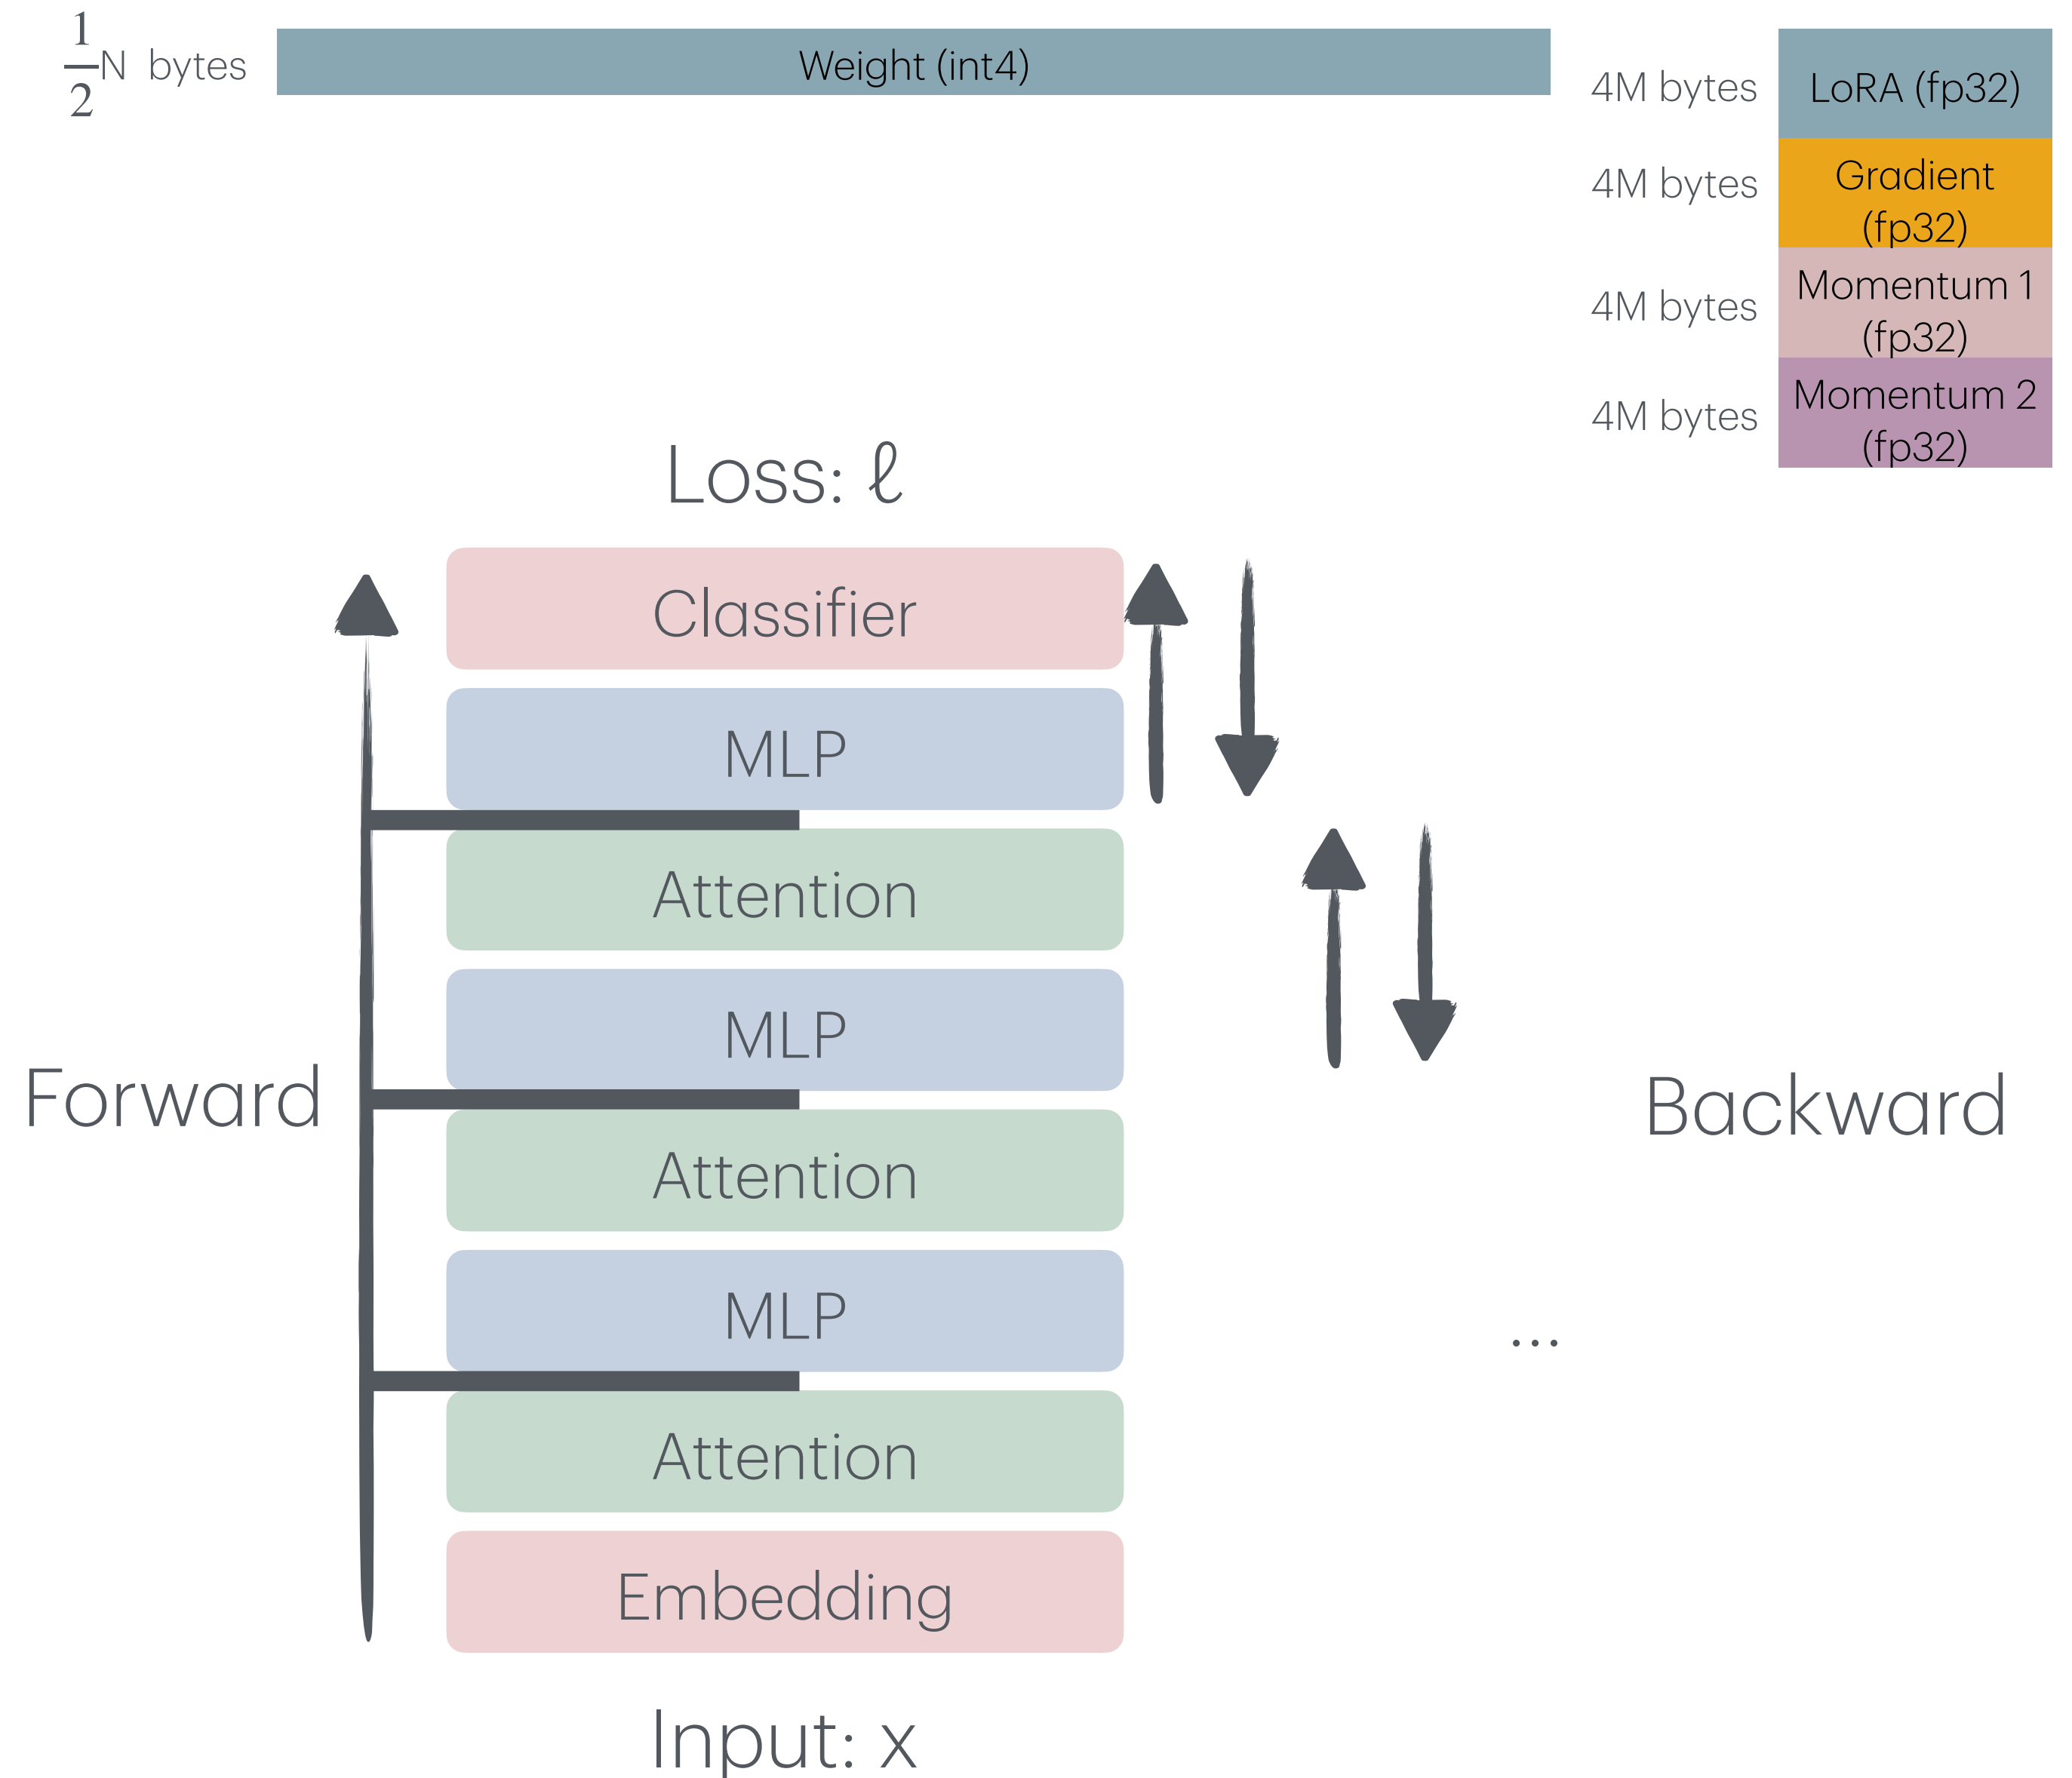 1
2
N bytes
Weight (int4)
4M bytes
LoRA (fp32)
4M bytes
Gradient
(fp32)
4M bytes
Momentum 1
(fp32)
4M bytes
Momentum 2
(fp32)
Loss: ℓ
Classifier
MLP
Attention
MLP
Forward
Backward
Attention
MLP
...
Attention
Embedding
Input: x